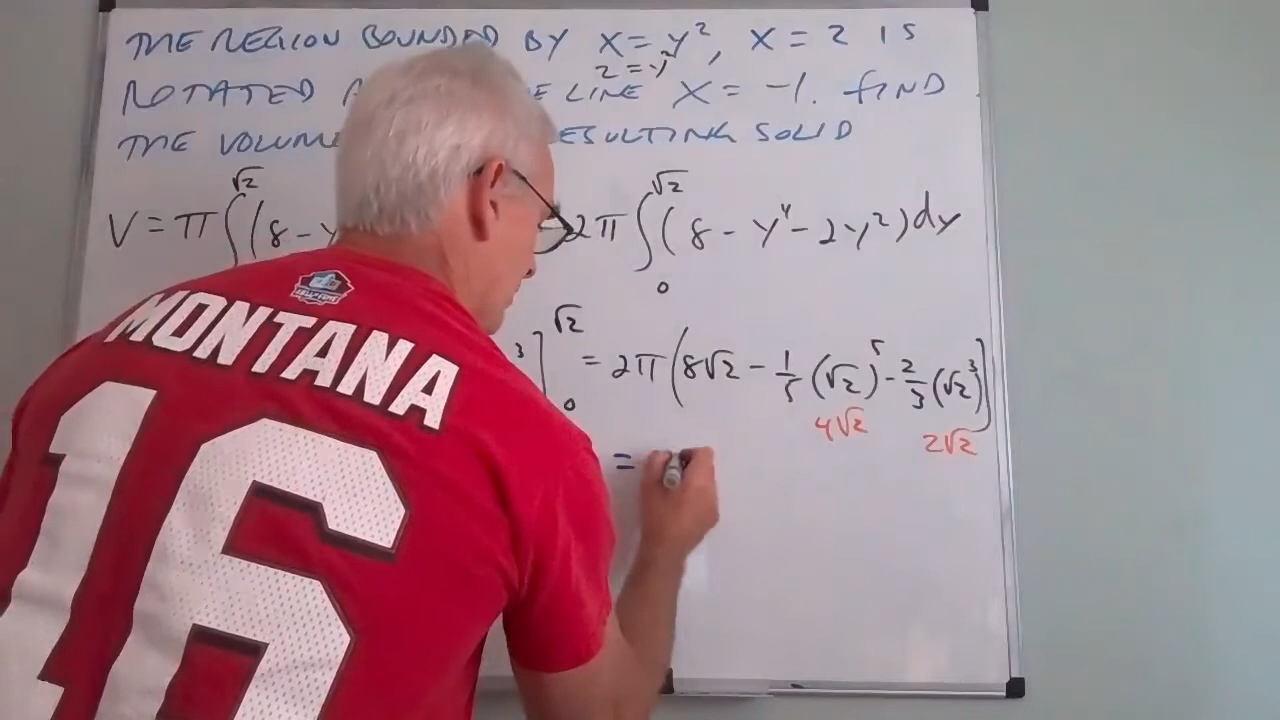 THE REGION BOUNDED BY x = y², x = 2 IS
2 = y²
ROTATED THE LINE x = -1. FIND
THE VOLUME RESULTING SOLID
V = π ∫ √2 (8 - y 2π ∫ √2 0 (8 - y⁴ - 2y²) dy
³] √2 0 = 2π (8√2 - 1/5 (√2)⁵ - 2/3 (√2)³]
4√2 2√2
=
MONTANA
16